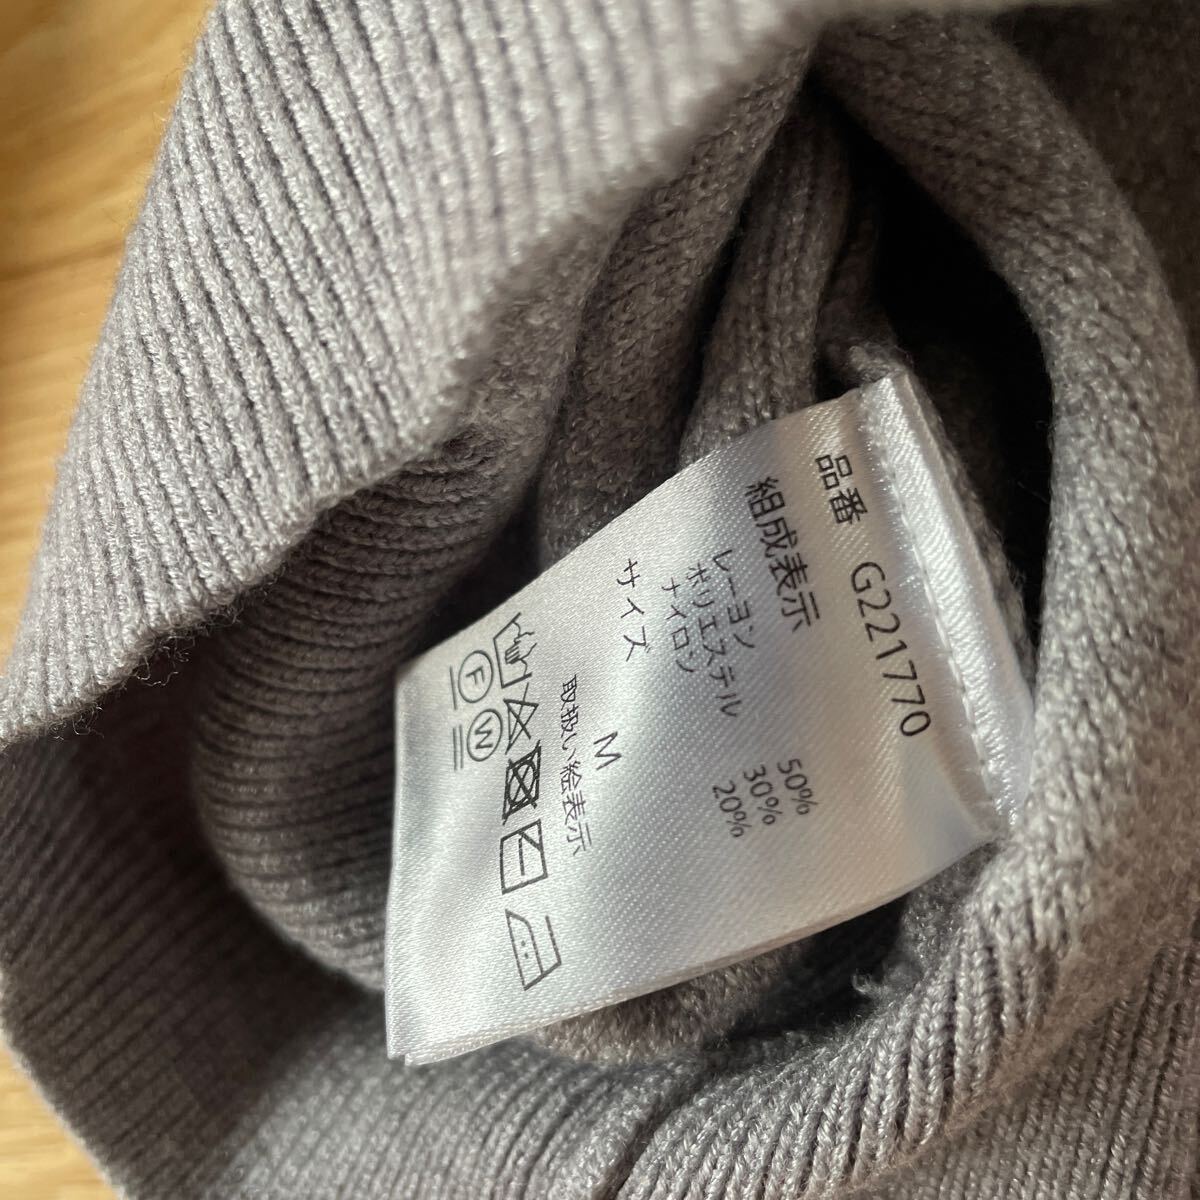 品番 G221770
組成表示
レーヨン 50%
ポリエステル 30%
ナイロン 20%
サイズ M
取扱い絵表示
F
W